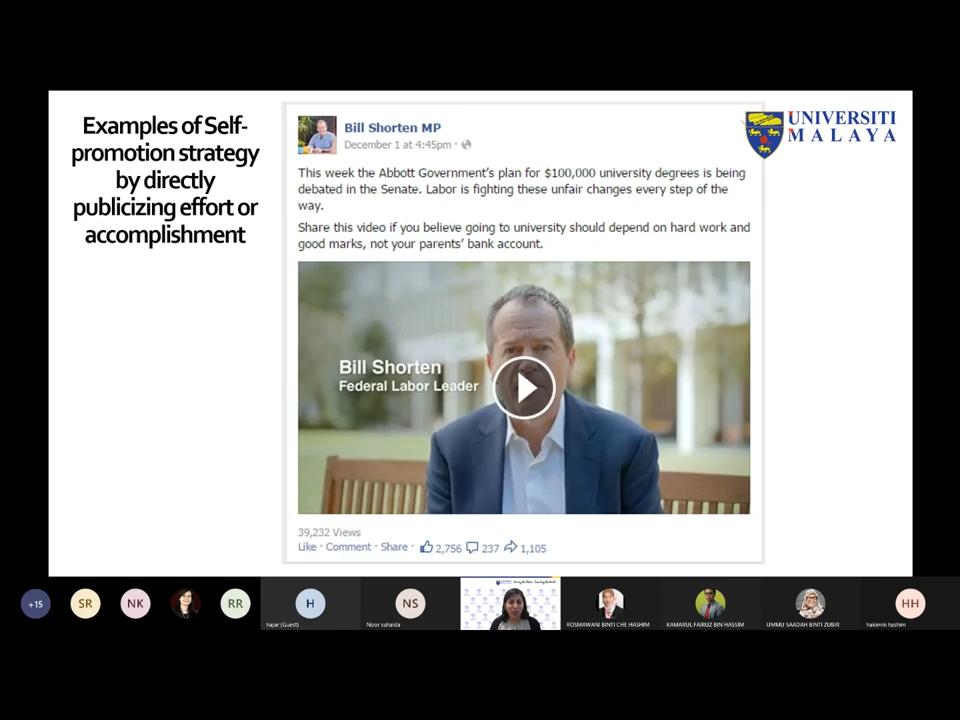 Examples of Self-
promotion strategy
by directly
publicizing effort or
accomplishment
Bill Shorten MP
December 1 at 4:45pm ·
This week the Abbott Government's plan for $100,000 university degrees is being
debated in the Senate. Labor is fighting these unfair changes every step of the
way.
Share this video if you believe going to university should depend on hard work and
good marks, not your parents' bank account.
Bill Shorten
Federal Labor Leader
39,232 Views
Like · Comment · Share · 2,756 237 1,105
UNIVERSITI
MALAYA
+15
SR
NK
RR
H
hajar (Guest)
NS
Noor suhaida
ROSMAWANI BINTI CHE HASHIM
KAMARUL FAIRUZ BIN HASSIM
UMMU SAADAH BINTI ZUBIR
HH
hakimin hashim